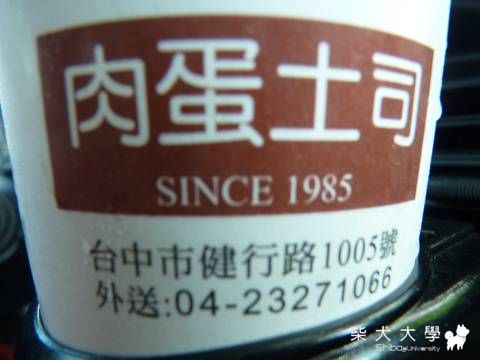 肉蛋土司
SINCE 1985
台中市健行路1005號
外送:04-23271066
柴犬大學
ShibaUniversity